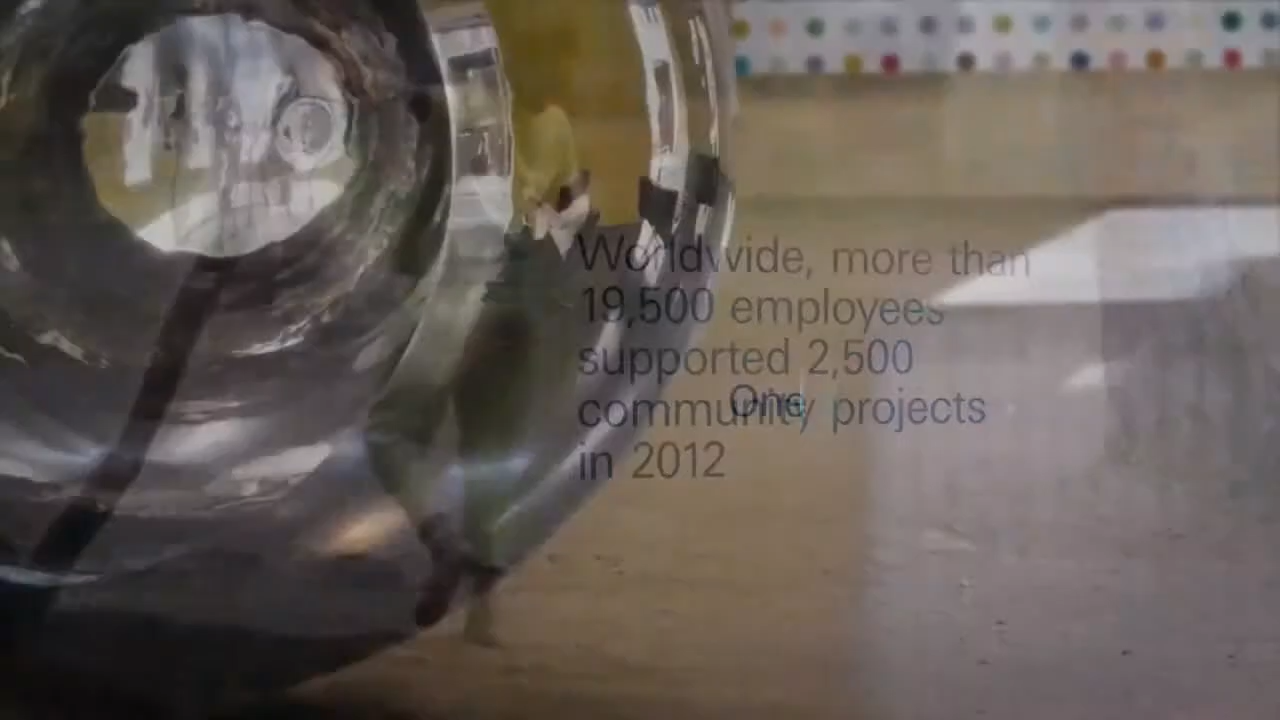 Worldwide, more than
19,500 employees
supported 2,500
One
community projects
in 2012